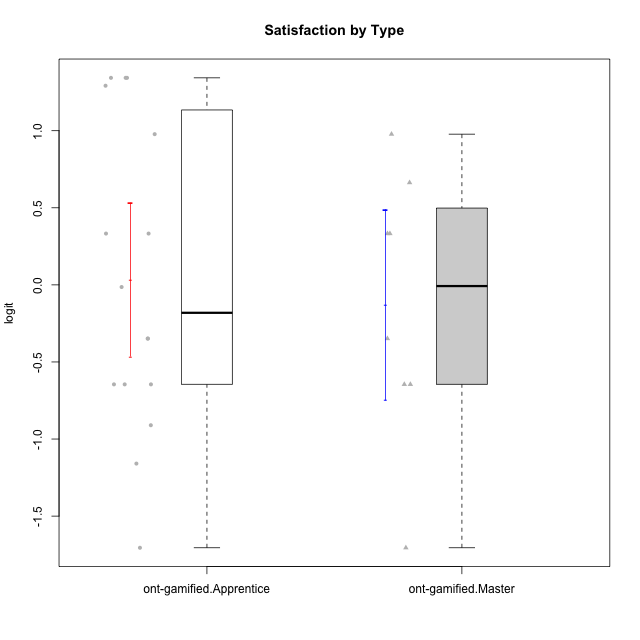 Satisfaction by Type
logit
1.0
0.5
0.0
-0.5
-1.0
-1.5
ont-gamified.Apprentice
ont-gamified.Master